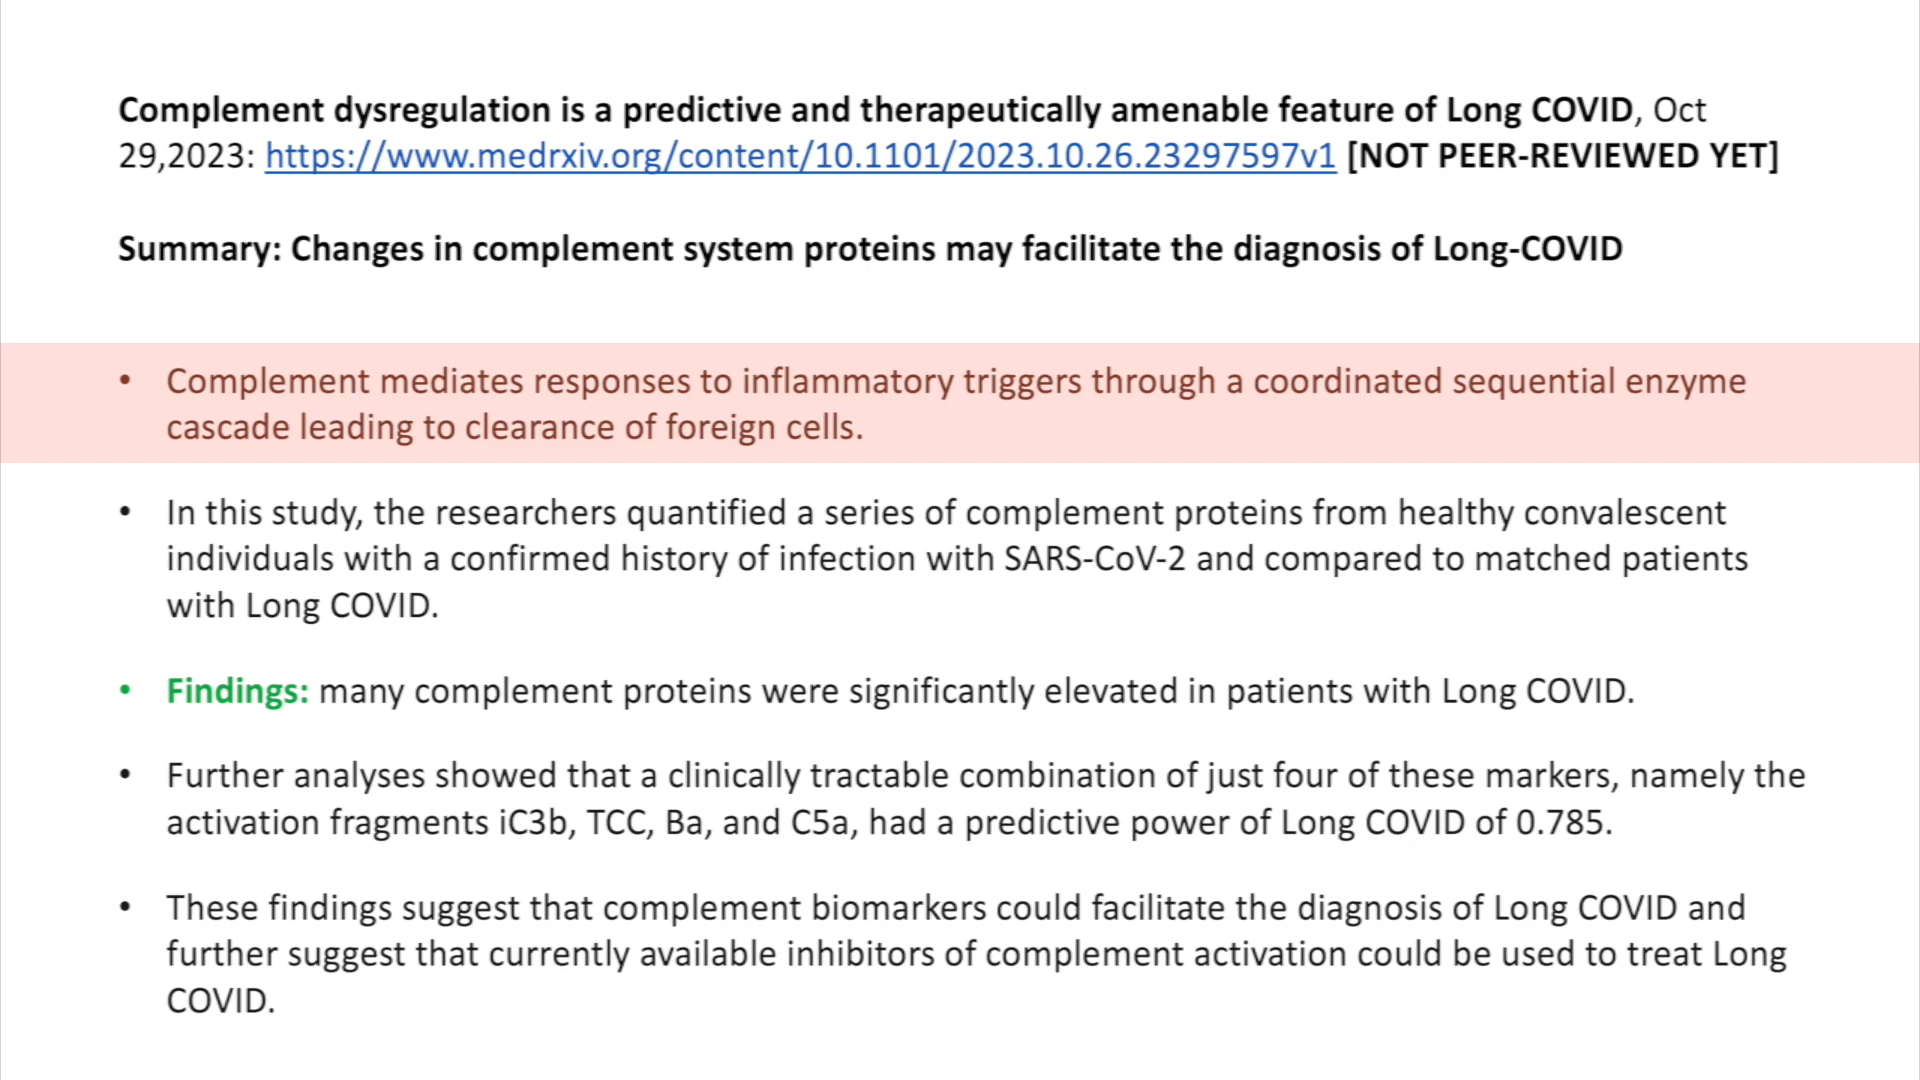 Complement dysregulation is a predictive and therapeutically amenable feature of Long COVID, Oct
29,2023: https://www.medrxiv.org/content/10.1101/2023.10.26.23297597v1 [NOT PEER-REVIEWED YET]
Summary: Changes in complement system proteins may facilitate the diagnosis of Long-COVID
• Complement mediates responses to inflammatory triggers through a coordinated sequential enzyme
cascade leading to clearance of foreign cells.
• In this study, the researchers quantified a series of complement proteins from healthy convalescent
individuals with a confirmed history of infection with SARS-CoV-2 and compared to matched patients
with Long COVID.
• Findings: many complement proteins were significantly elevated in patients with Long COVID.
• Further analyses showed that a clinically tractable combination of just four of these markers, namely the
activation fragments iC3b, TCC, Ba, and C5a, had a predictive power of Long COVID of 0.785.
• These findings suggest that complement biomarkers could facilitate the diagnosis of Long COVID and
further suggest that currently available inhibitors of complement activation could be used to treat Long
COVID.